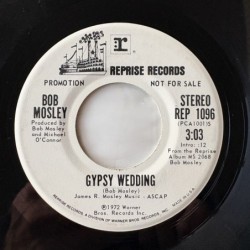 REPRISE RECORDS
PROMOTION NOT FOR SALE
BOB MOSLEY
Produced by
Bob Mosley
and Michael
O'Connor
STEREO
REP 1096
(PCA1001S)
3:03
Intro: :12
From the Reprise
Album MS 2068
Bob Mosley
GYPSY WEDDING
(Bob Mosley)
James R. Mosley Music - ASCAP
℗1972 Warner
Bros. Records Inc.